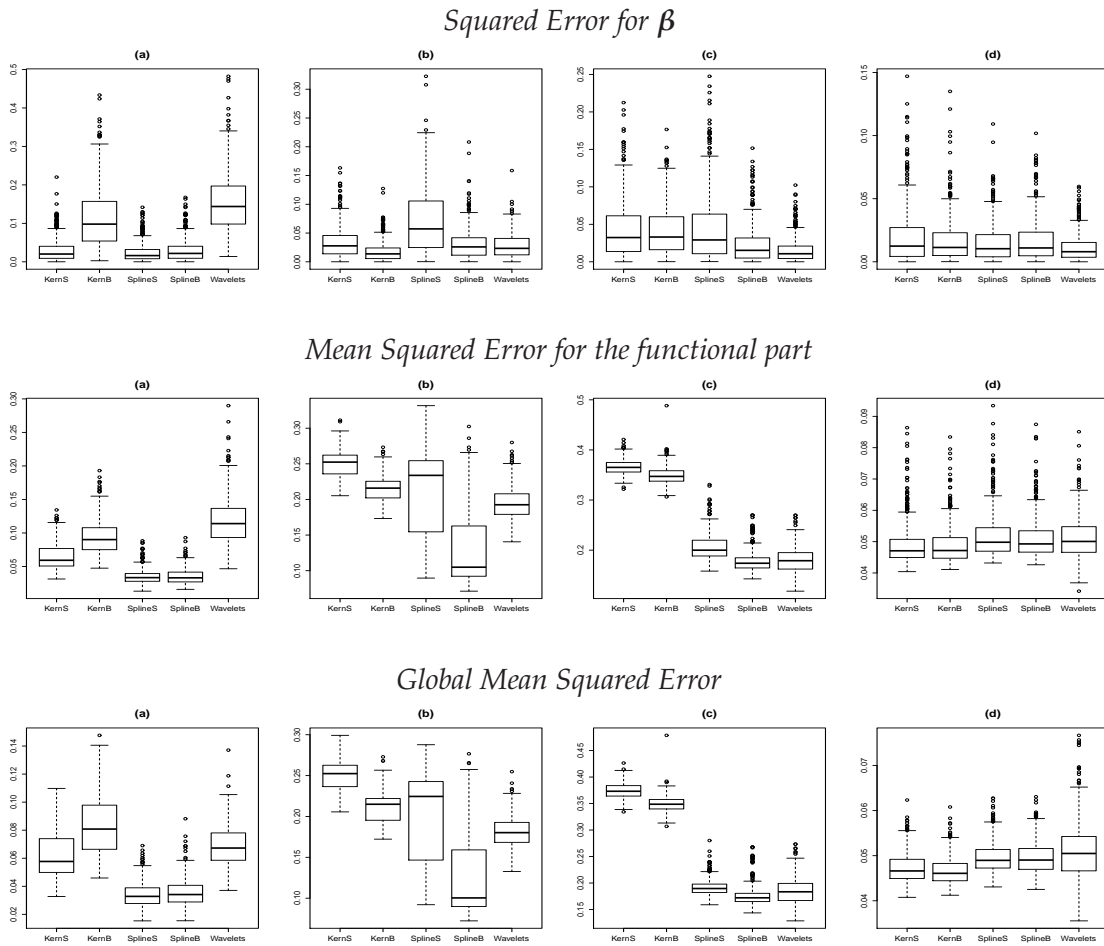 Squared Error for β
(a) (b) (c) (d)
0.0 0.1 0.2 0.3 0.4 0.5
0.00 0.05 0.10 0.15 0.20 0.25 0.30
0.00 0.05 0.10 0.15 0.20 0.25
0.00 0.05 0.10 0.15
KernS KernB SplineS SplineB Wavelets
KernS KernB SplineS SplineB Wavelets
KernS KernB SplineS SplineB Wavelets
KernS KernB SplineS SplineB Wavelets
Mean Squared Error for the functional part
(a) (b) (c) (d)
0.05 0.10 0.15 0.20 0.25 0.30
0.10 0.15 0.20 0.25 0.30
0.2 0.3 0.4 0.5
0.04 0.05 0.06 0.07 0.08 0.09
KernS KernB SplineS SplineB Wavelets
KernS KernB SplineS SplineB Wavelets
KernS KernB SplineS SplineB Wavelets
KernS KernB SplineS SplineB Wavelets
Global Mean Squared Error
(a) (b) (c) (d)
0.02 0.04 0.06 0.08 0.10 0.12 0.14
0.10 0.15 0.20 0.25 0.30
0.15 0.20 0.25 0.30 0.35 0.40 0.45
0.04 0.05 0.06 0.07
KernS KernB SplineS SplineB Wavelets
KernS KernB SplineS SplineB Wavelets
KernS KernB SplineS SplineB Wavelets
KernS KernB SplineS SplineB Wavelets